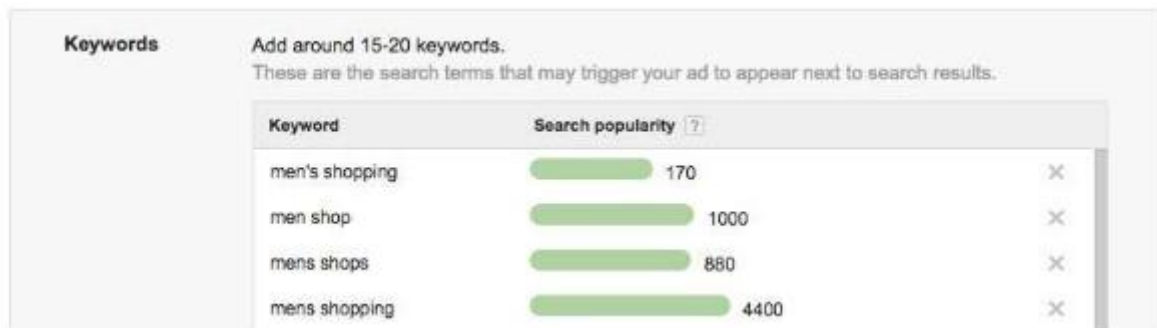 Keywords
Add around 15-20 keywords.
These are the search terms that may trigger your ad to appear next to search results.
Keyword Search popularity ?
men's shopping 170
men shop 1000
mens shops 880
mens shopping 4400